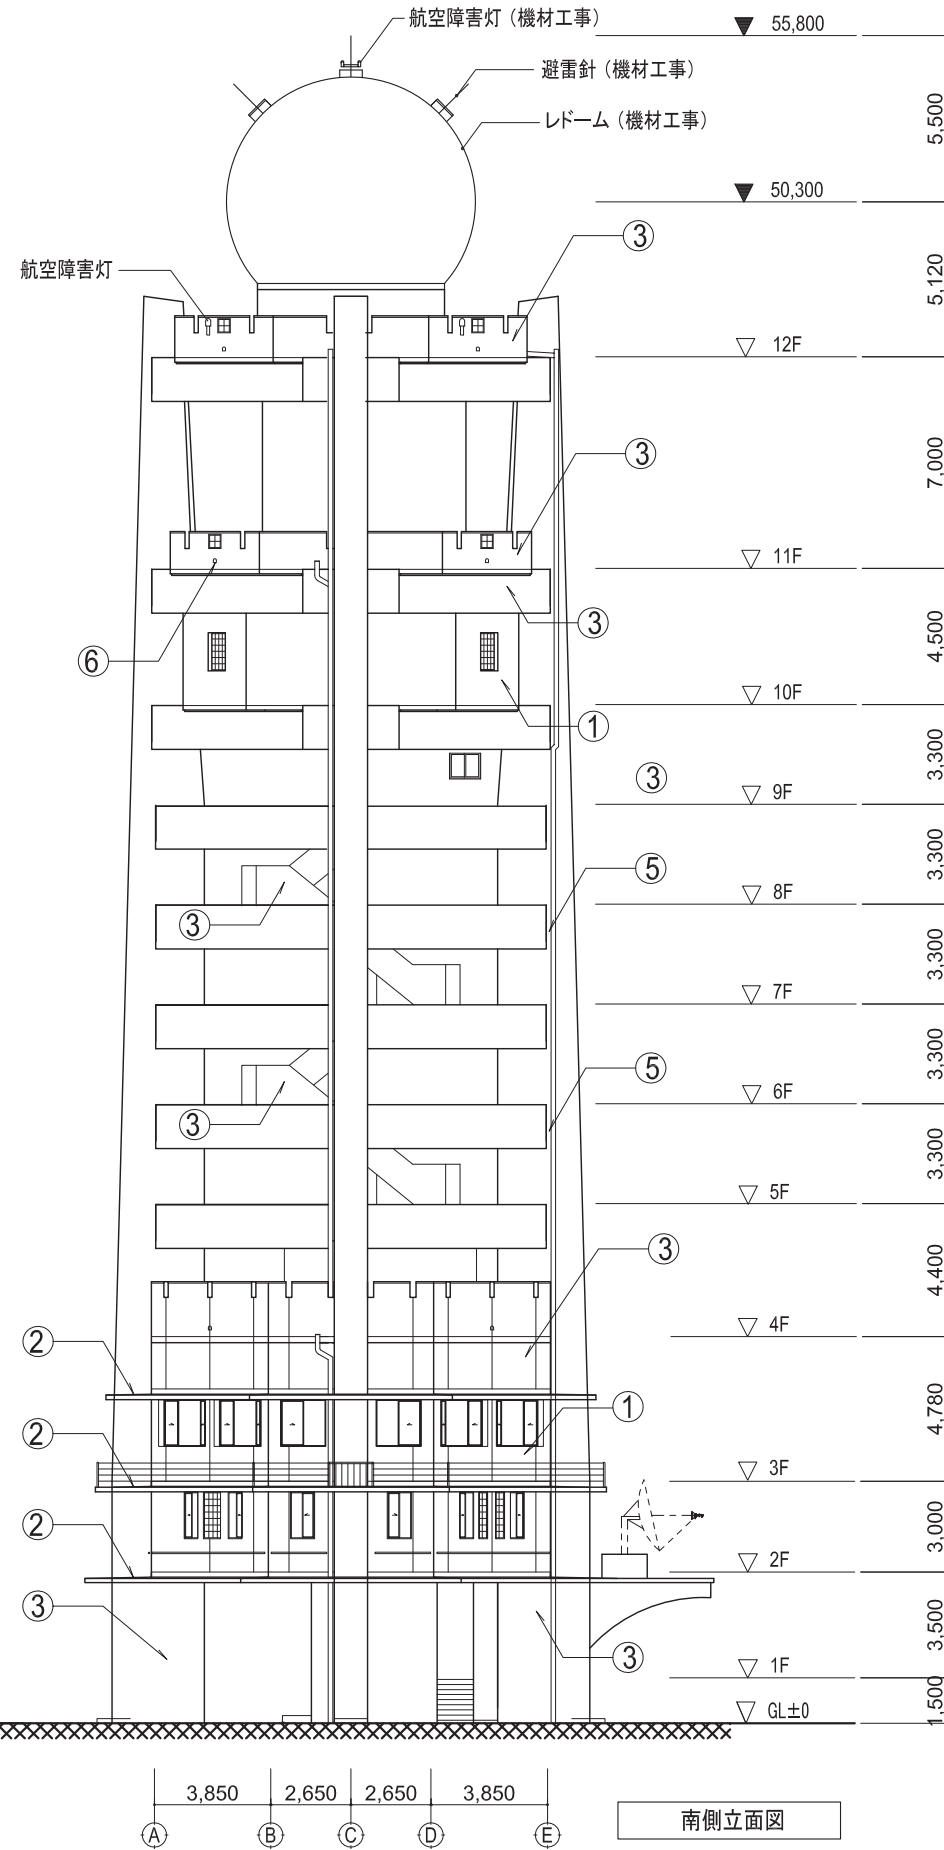 航空障害灯（機材工事）
55,800
避雷針（機材工事）
レドーム（機材工事）
5,500
50,300
③
航空障害灯
5,120
12F
③
7,000
11F
③
4,500
⑥
10F
①
3,300
③
9F
3,300
⑤
8F
③
3,300
7F
3,300
⑤
6F
③
3,300
5F
③
4,400
4F
②
4,780
①
②
3F
3,000
②
2F
3,500
③
③
1F
1,500
GL±0
3,850 2,650 2,650 3,850
A B C D E
南側立面図